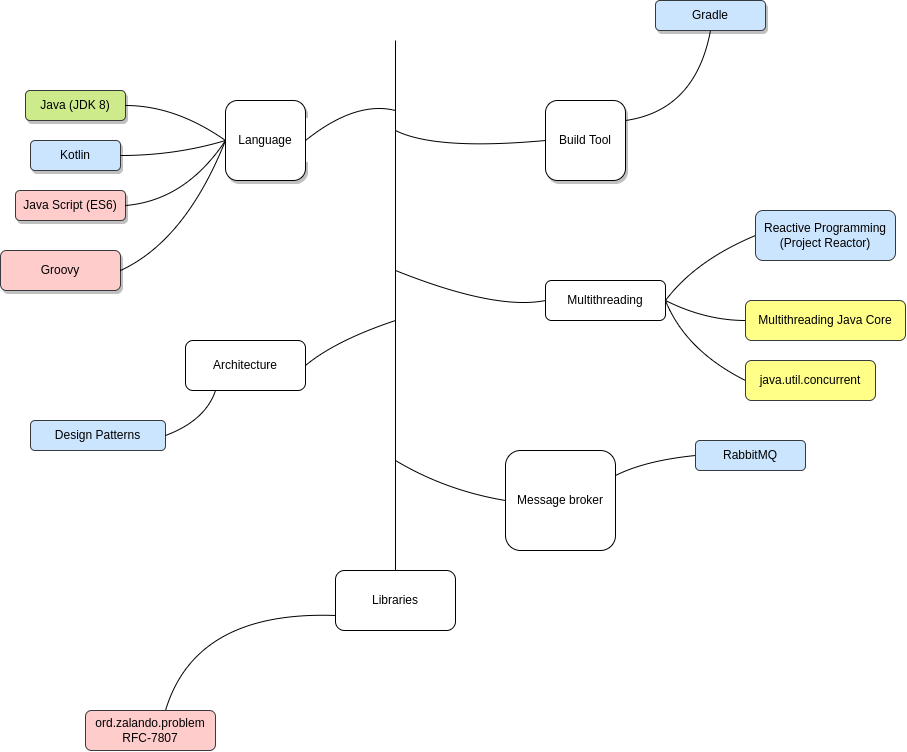 Gradle
Java (JDK 8)
Language
Build Tool
Kotlin
Java Script (ES6)
Groovy
Reactive Programming
(Project Reactor)
Multithreading
Multithreading Java Core
Architecture
java.util.concurrent
Design Patterns
RabbitMQ
Message broker
Libraries
ord.zalando.problem
RFC-7807